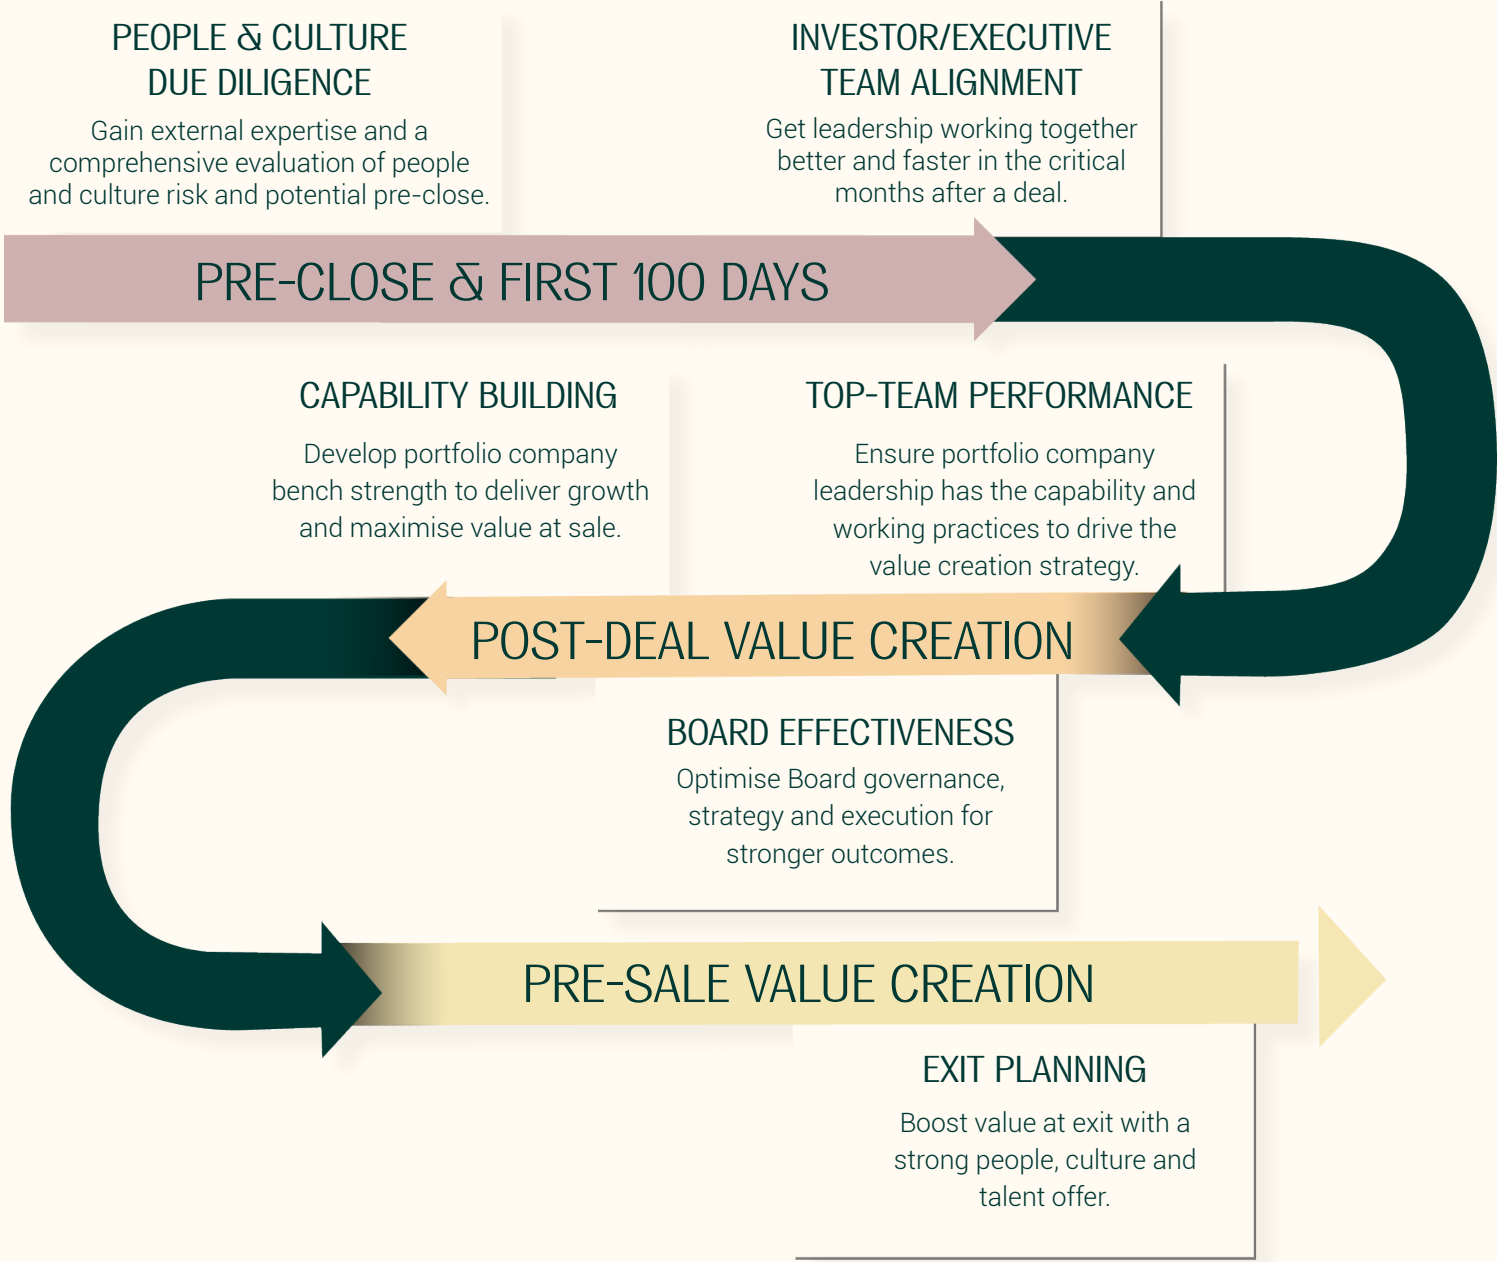 PEOPLE & CULTURE
DUE DILIGENCE
Gain external expertise and a
comprehensive evaluation of people
and culture risk and potential pre-close.
INVESTOR/EXECUTIVE
TEAM ALIGNMENT
Get leadership working together
better and faster in the critical
months after a deal.
PRE-CLOSE & FIRST 100 DAYS
CAPABILITY BUILDING
Develop portfolio company
bench strength to deliver growth
and maximise value at sale.
TOP-TEAM PERFORMANCE
Ensure portfolio company
leadership has the capability and
working practices to drive the
value creation strategy.
POST-DEAL VALUE CREATION
BOARD EFFECTIVENESS
Optimise Board governance,
strategy and execution for
stronger outcomes.
PRE-SALE VALUE CREATION
EXIT PLANNING
Boost value at exit with a
strong people, culture and
talent offer.